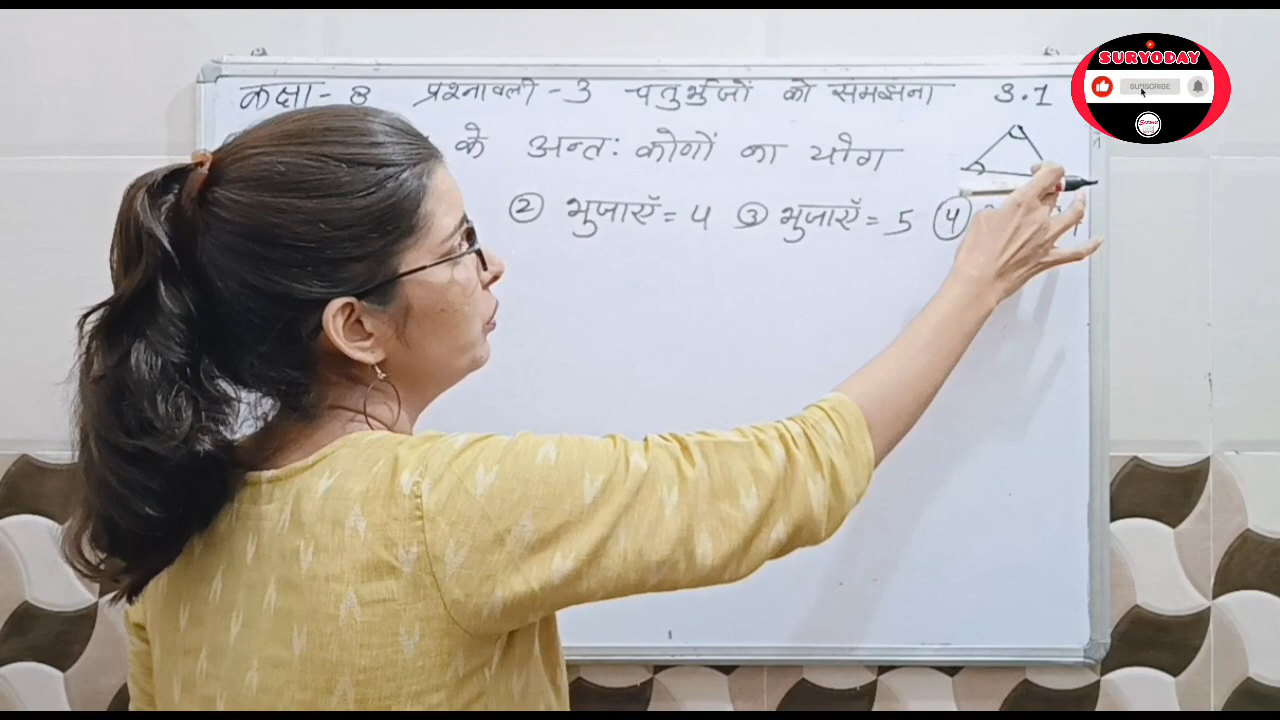 कक्षा - 8 प्रश्नावली - 3 चतुर्भुजों को समझना 3.1
के अन्तः कोणों का योग
② भुजाएँ = 4 ③ भुजाएँ = 5 ④
SURYODAY
SUBSCRIBE